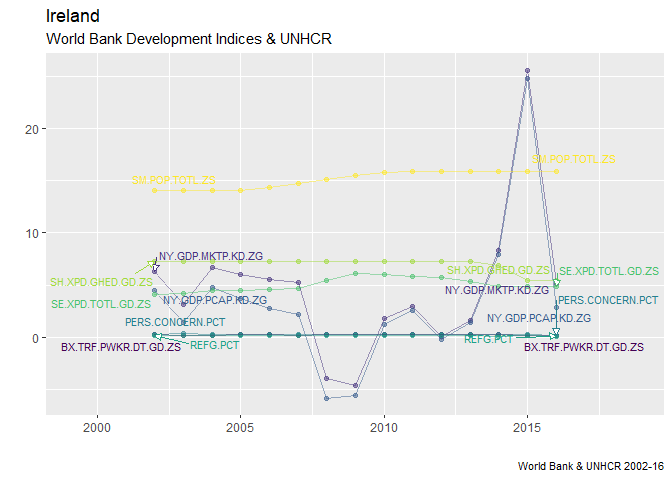 Ireland
World Bank Development Indices & UNHCR
20
10
0
SM.POP.TOTL.ZS
SM.POP.TOTL.ZS
NY.GDP.MKTP.KD.ZG
SH.XPD.GHED.GD.ZS
SH.XPD.GHED.GD.ZS
SE.XPD.TOTL.GD.ZS
SE.XPD.TOTL.GD.ZS
NY.GDP.PCAP.KD.ZG
NY.GDP.MKTP.KD.ZG
PERS.CONCERN.PCT
PERS.CONCERN.PCT
NY.GDP.PCAP.KD.ZG
BX.TRF.PWKR.DT.GD.ZS
REFG.PCT
REFG.PCT
BX.TRF.PWKR.DT.GD.ZS
2000
2005
2010
2015
World Bank & UNHCR 2002-16